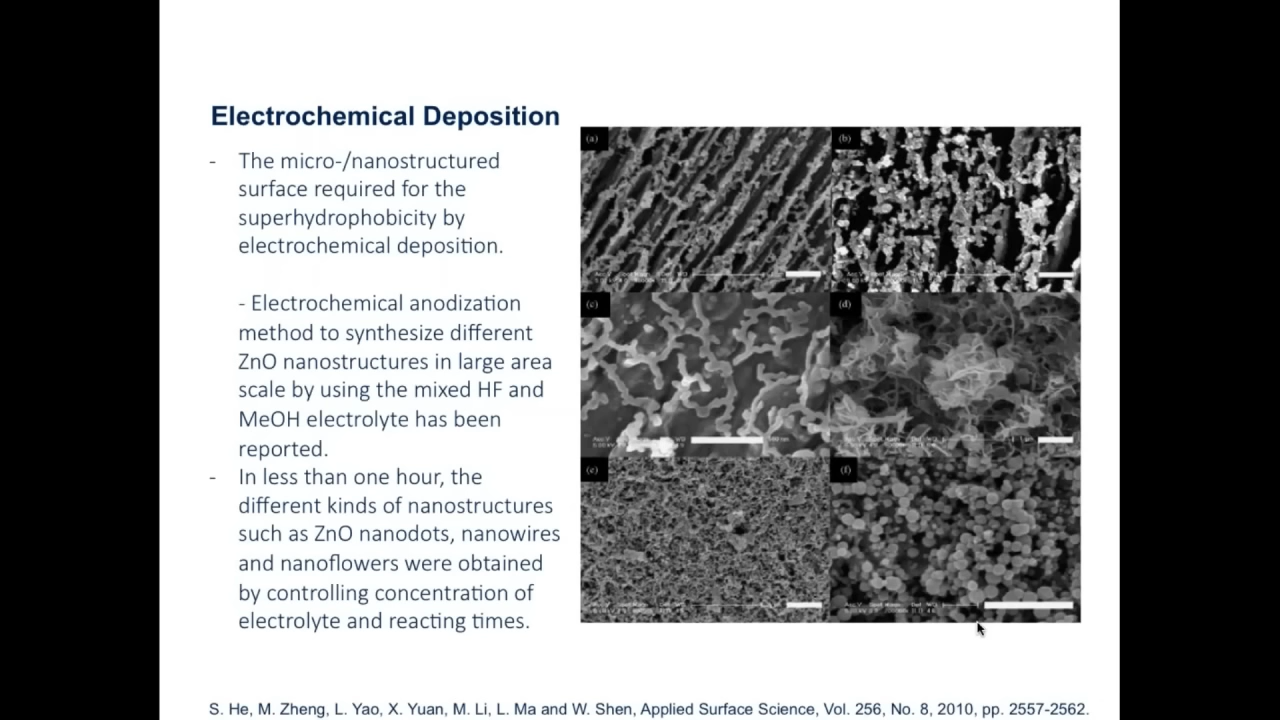 Electrochemical Deposition
- The micro-/nanostructured
surface required for the
superhydrophobicity by
electrochemical deposition.
- Electrochemical anodization
method to synthesize different
ZnO nanostructures in large area
scale by using the mixed HF and
MeOH electrolyte has been
reported.
- In less than one hour, the
different kinds of nanostructures
such as ZnO nanodots, nanowires
and nanoflowers were obtained
by controlling concentration of
electrolyte and reacting times.
(a)
(b)
(c)
(d)
(e)
(f)
S. He, M. Zheng, L. Yao, X. Yuan, M. Li, L. Ma and W. Shen, Applied Surface Science, Vol. 256, No. 8, 2010, pp. 2557-2562.